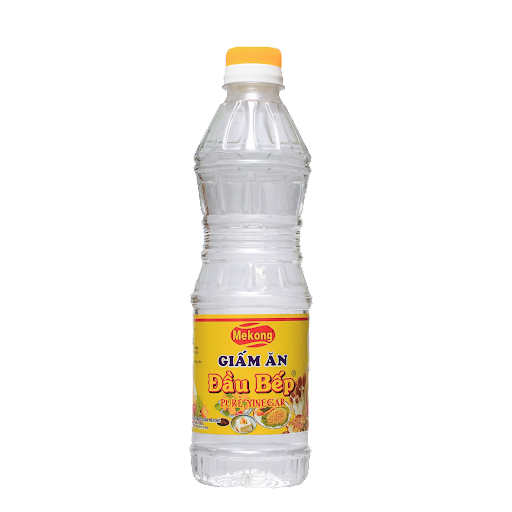 Mekong
GIẤM ĂN
Đầu Bếp
PURE VINEGAR